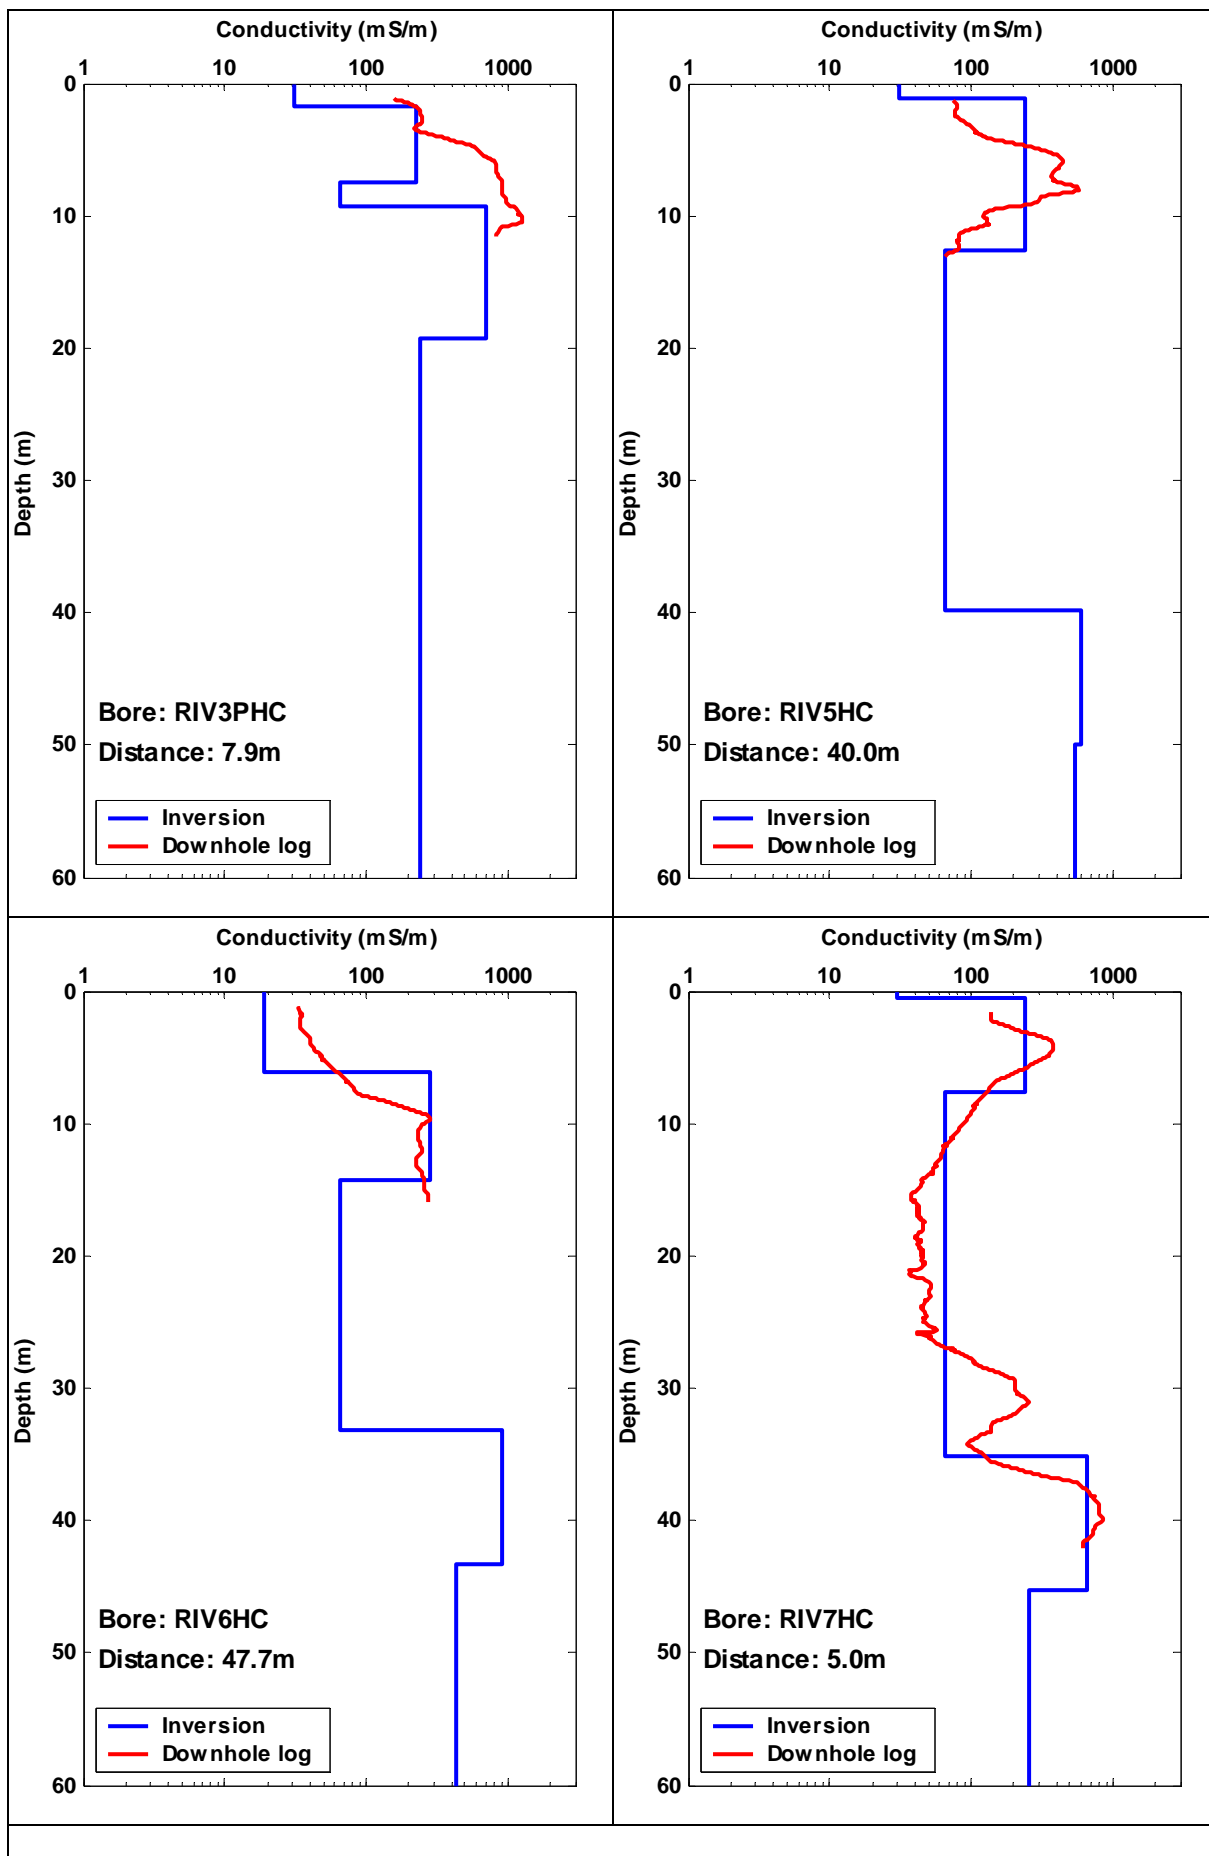 Conductivity (mS/m)
1 10 100 1000
0
10
20
30
40
50
60
Depth (m)
Bore: RIV3PHC
Distance: 7.9m
Inversion
Downhole log
Conductivity (mS/m)
1 10 100 1000
0
10
20
30
40
50
60
Depth (m)
Bore: RIV5HC
Distance: 40.0m
Inversion
Downhole log
Conductivity (mS/m)
1 10 100 1000
0
10
20
30
40
50
60
Depth (m)
Bore: RIV6HC
Distance: 47.7m
Inversion
Downhole log
Conductivity (mS/m)
1 10 100 1000
0
10
20
30
40
50
60
Depth (m)
Bore: RIV7HC
Distance: 5.0m
Inversion
Downhole log